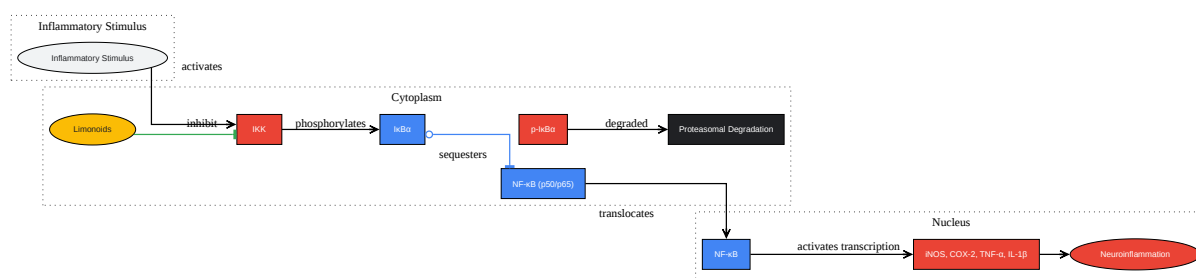 Inflammatory Stimulus
Inflammatory Stimulus
activates
Cytoplasm
Limonoids
inhibit
IKK
phosphorylates
IκBα
p-IκBα
degraded
Proteasomal Degradation
sequesters
NF-κB (p50/p65)
translocates
Nucleus
NF-κB
activates transcription
iNOS, COX-2, TNF-α, IL-1β
Neuroinflammation